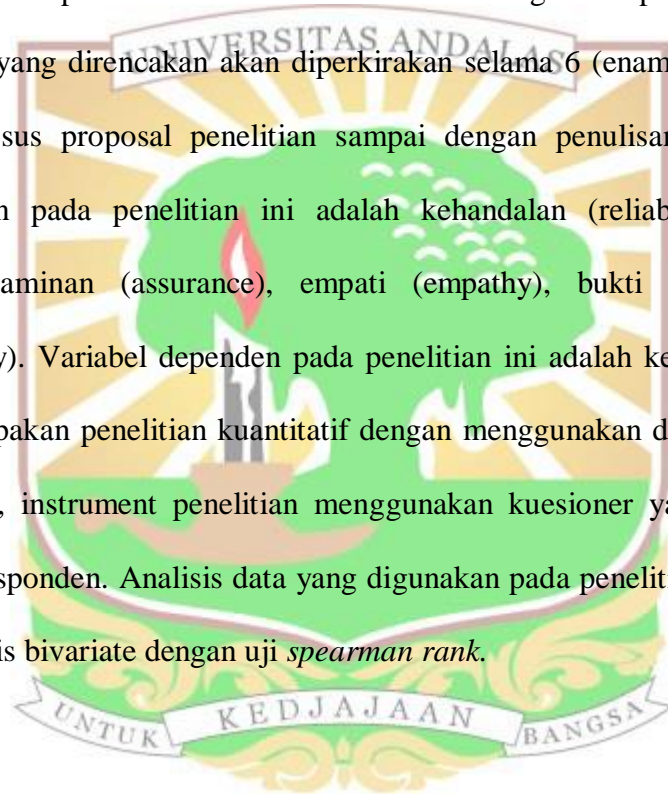 UNIVERSITAS ANDALAS
yang direncakan akan diperkirakan selama 6 (enam
sus proposal penelitian sampai dengan penulisan
pada penelitian ini adalah kehandalan (reliab
aminan (assurance), empati (empathy), bukti
y). Variabel dependen pada penelitian ini adalah ke
pakan penelitian kuantitatif dengan menggunakan d
, instrument penelitian menggunakan kuesioner ya
sponden. Analisis data yang digunakan pada peneliti
is bivariate dengan uji spearman rank.
UNTUK KEDJAJAAN BANGSA